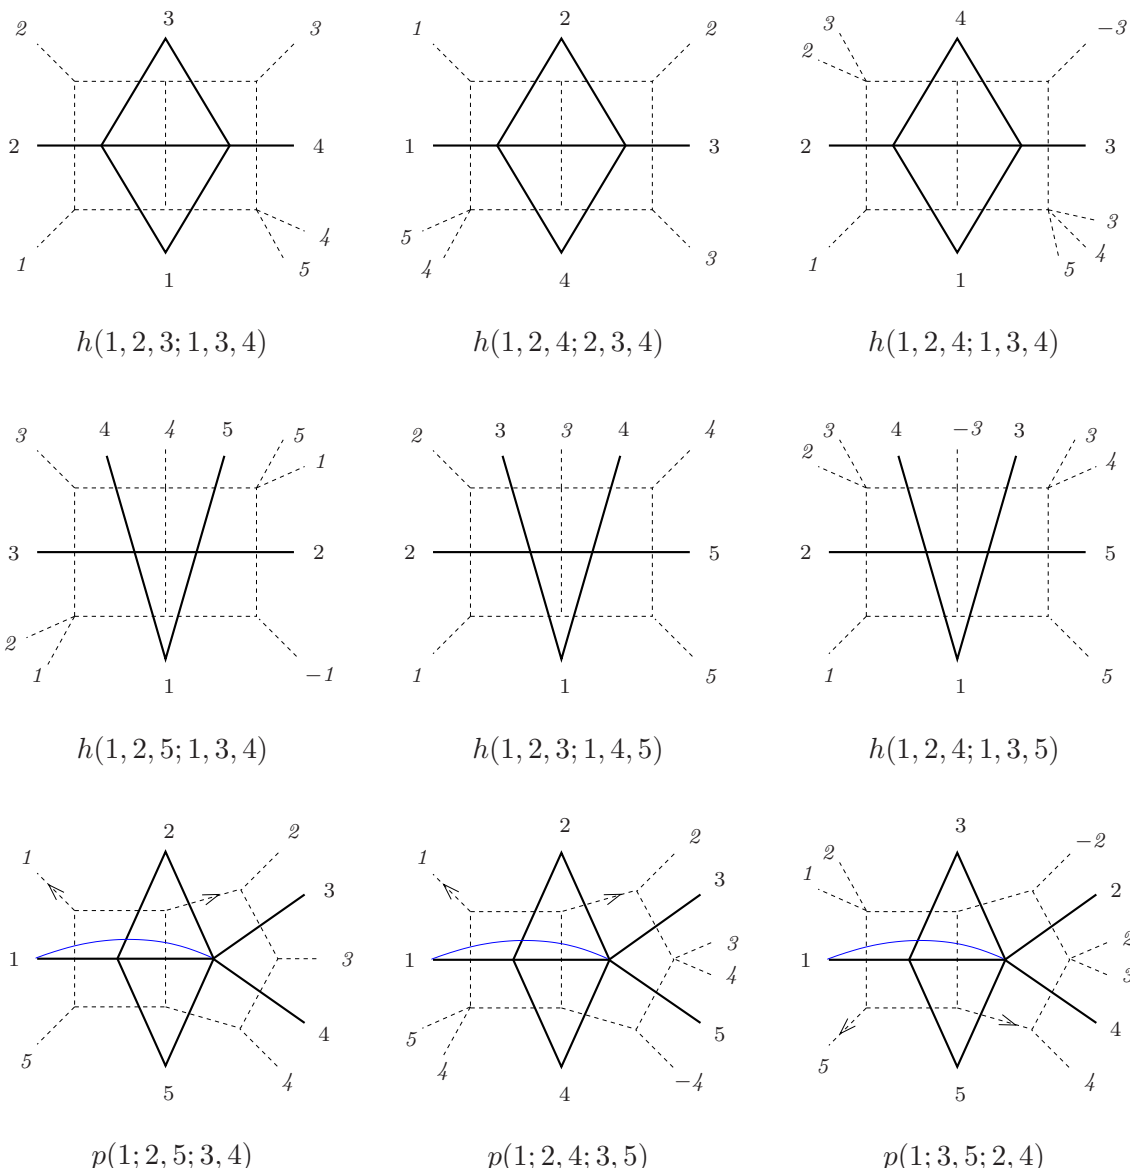 2 3 3 1 2 2 3 2 4 -3
2 4 1 3 2 3
1 1 4 5 5 4 4 3 1 1 3 4 5
h(1, 2, 3; 1, 3, 4) h(1, 2, 4; 2, 3, 4) h(1, 2, 4; 1, 3, 4)
3 4 4 5 5 1 2 3 3 4 4 3 2 4 -3 3 3 4
3 2 2 5 2 5
2 1 1 -1 1 1 5 1 1 5
h(1, 2, 5; 1, 3, 4) h(1, 2, 3; 1, 4, 5) h(1, 2, 4; 1, 3, 5)
1 2 2 3 1 2 2 3 2 1 3 -2 2
1 3 1 3 4 1 2 3
5 5 4 4 5 4 4 5 -4 5 5 4 4
p(1; 2, 5; 3, 4) p(1; 2, 4; 3, 5) p(1; 3, 5; 2, 4)